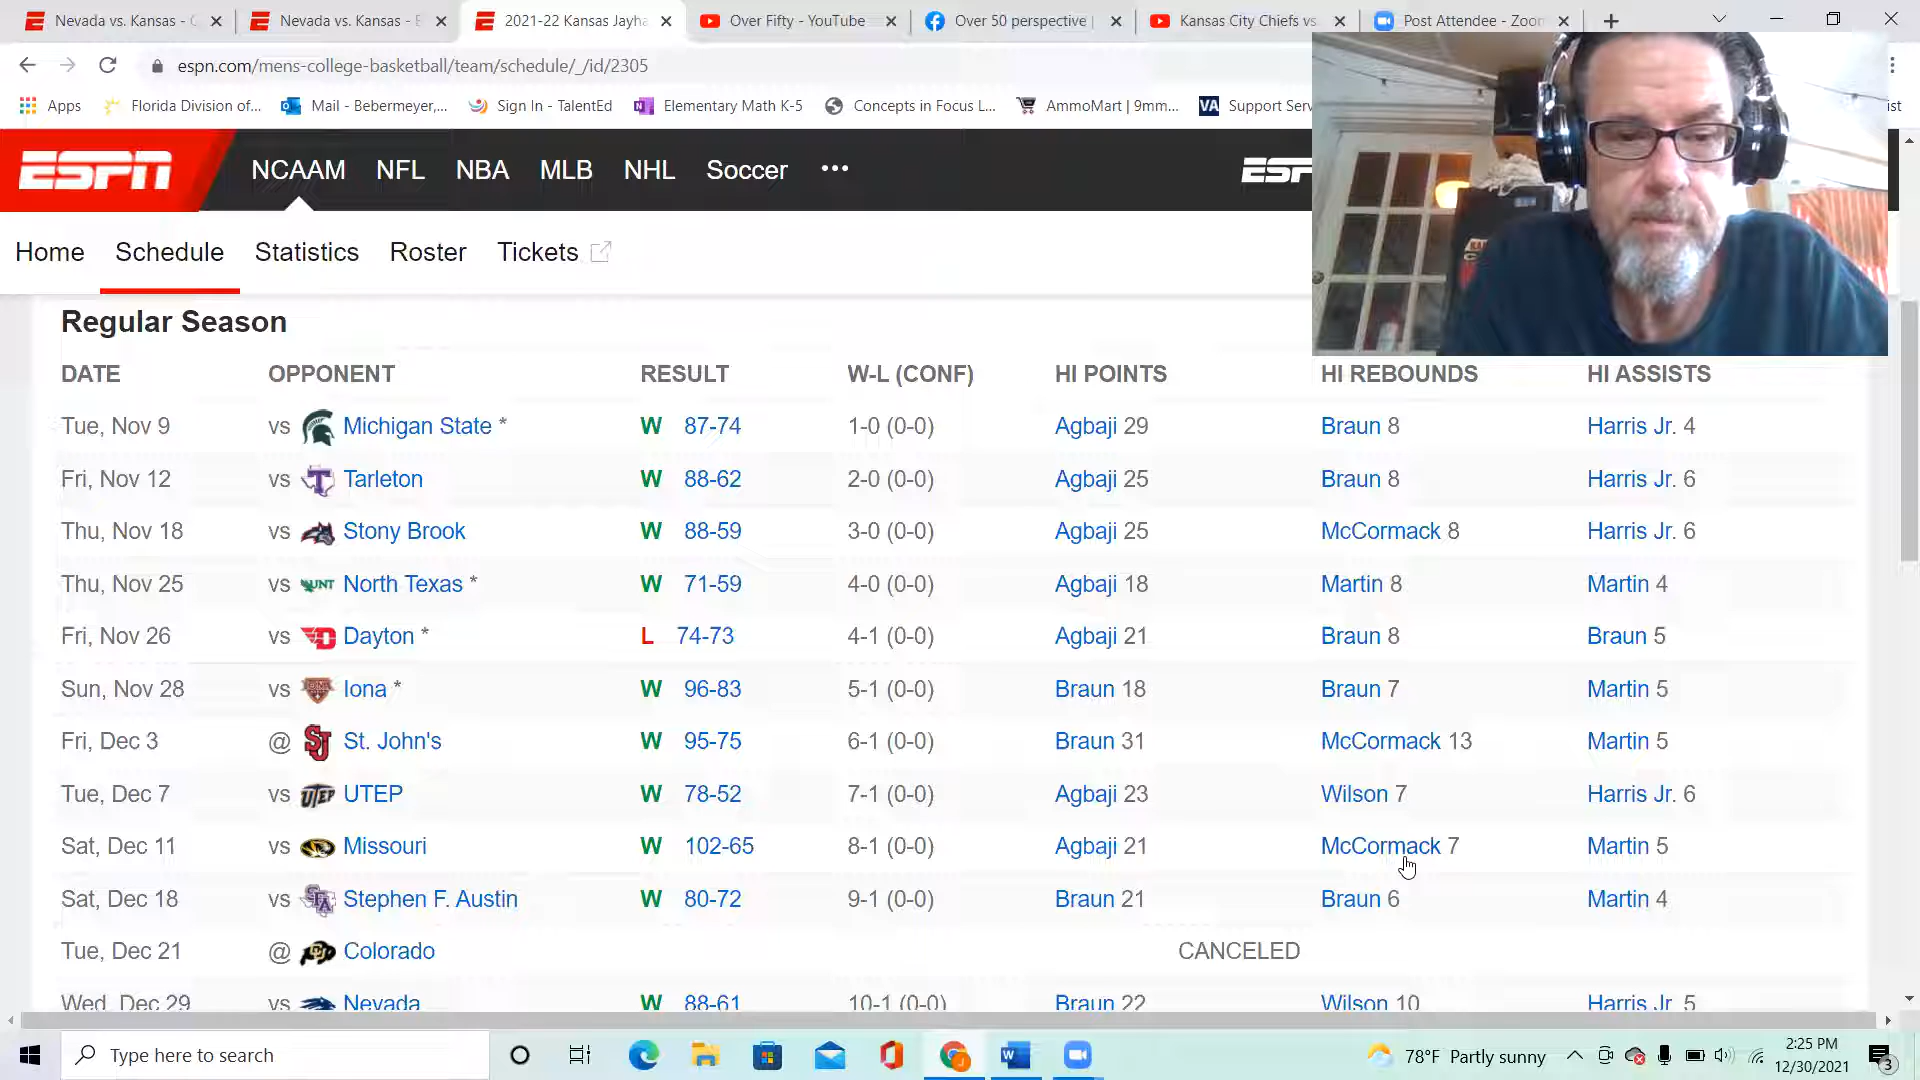 Nevada vs. Kansas - G
Nevada vs. Kansas - B
2021-22 Kansas Jayha
Over Fifty - YouTube
Over 50 perspective |
Kansas City Chiefs vs.
Post Attendee - Zoom
espn.com/mens-college-basketball/team/schedule/_/id/2305
Apps
Florida Division of...
Mail - Bebermeyer,...
Sign In - TalentEd
Elementary Math K-5
Concepts in Focus L...
AmmoMart | 9mm...
VA Support Serv
ist
ESPN NCAAM NFL NBA MLB NHL Soccer ••• ESP
Home Schedule Statistics Roster Tickets
Regular Season
DATE OPPONENT RESULT W-L (CONF) HI POINTS HI REBOUNDS HI ASSISTS
Tue, Nov 9 vs Michigan State * W 87-74 1-0 (0-0) Agbaji 29 Braun 8 Harris Jr. 4
Fri, Nov 12 vs Tarleton W 88-62 2-0 (0-0) Agbaji 25 Braun 8 Harris Jr. 6
Thu, Nov 18 vs Stony Brook W 88-59 3-0 (0-0) Agbaji 25 McCormack 8 Harris Jr. 6
Thu, Nov 25 vs UNT North Texas * W 71-59 4-0 (0-0) Agbaji 18 Martin 8 Martin 4
Fri, Nov 26 vs Dayton * L 74-73 4-1 (0-0) Agbaji 21 Braun 8 Braun 5
Sun, Nov 28 vs Iona * W 96-83 5-1 (0-0) Braun 18 Braun 7 Martin 5
Fri, Dec 3 @ St. John's W 95-75 6-1 (0-0) Braun 31 McCormack 13 Martin 5
Tue, Dec 7 vs UTEP UTEP W 78-52 7-1 (0-0) Agbaji 23 Wilson 7 Harris Jr. 6
Sat, Dec 11 vs Missouri W 102-65 8-1 (0-0) Agbaji 21 McCormack 7 Martin 5
Sat, Dec 18 vs Stephen F. Austin W 80-72 9-1 (0-0) Braun 21 Braun 6 Martin 4
Tue, Dec 21 @ Colorado CANCELED
Wed, Dec 29 vs Nevada W 88-61 10-1 (0-0) Braun 22 Wilson 10 Harris Jr. 5
Type here to search
78°F Partly sunny
2:25 PM
12/30/2021
3